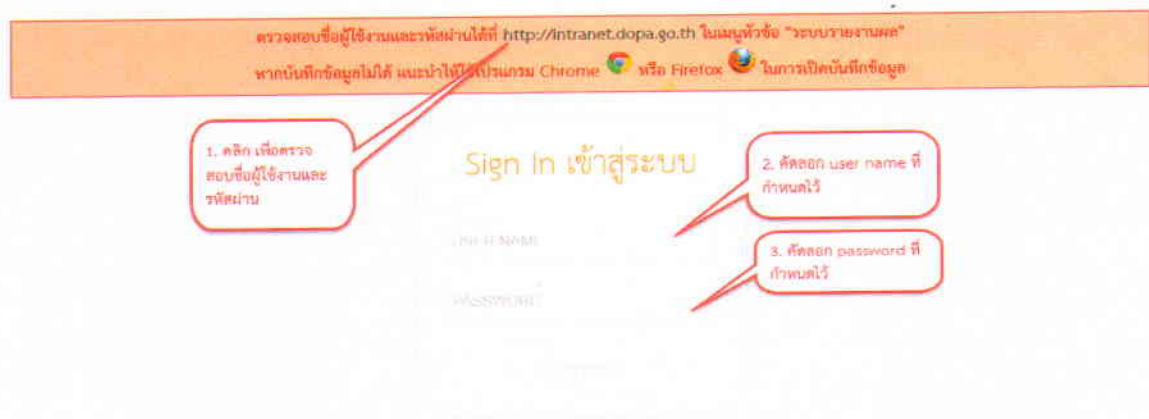 ตรวจสอบชื่อผู้ใช้งานและรหัสผ่านได้ที่ http://intranet.dopa.go.th ในเมนูหัวข้อ "ระบบรายงานผล"
หากบันทึกข้อมูลไม่ได้ แนะนำให้ใช้โปรแกรม Chrome หรือ Firefox ในการเปิดบันทึกข้อมูล
1. คลิก เพื่อตรวจ
สอบชื่อผู้ใช้งานและ
รหัสผ่าน
Sign In เข้าสู่ระบบ
2. คัดลอก user name ที่
กำหนดไว้
USER NAME
3. คัดลอก password ที่
กำหนดไว้
PASSWORD